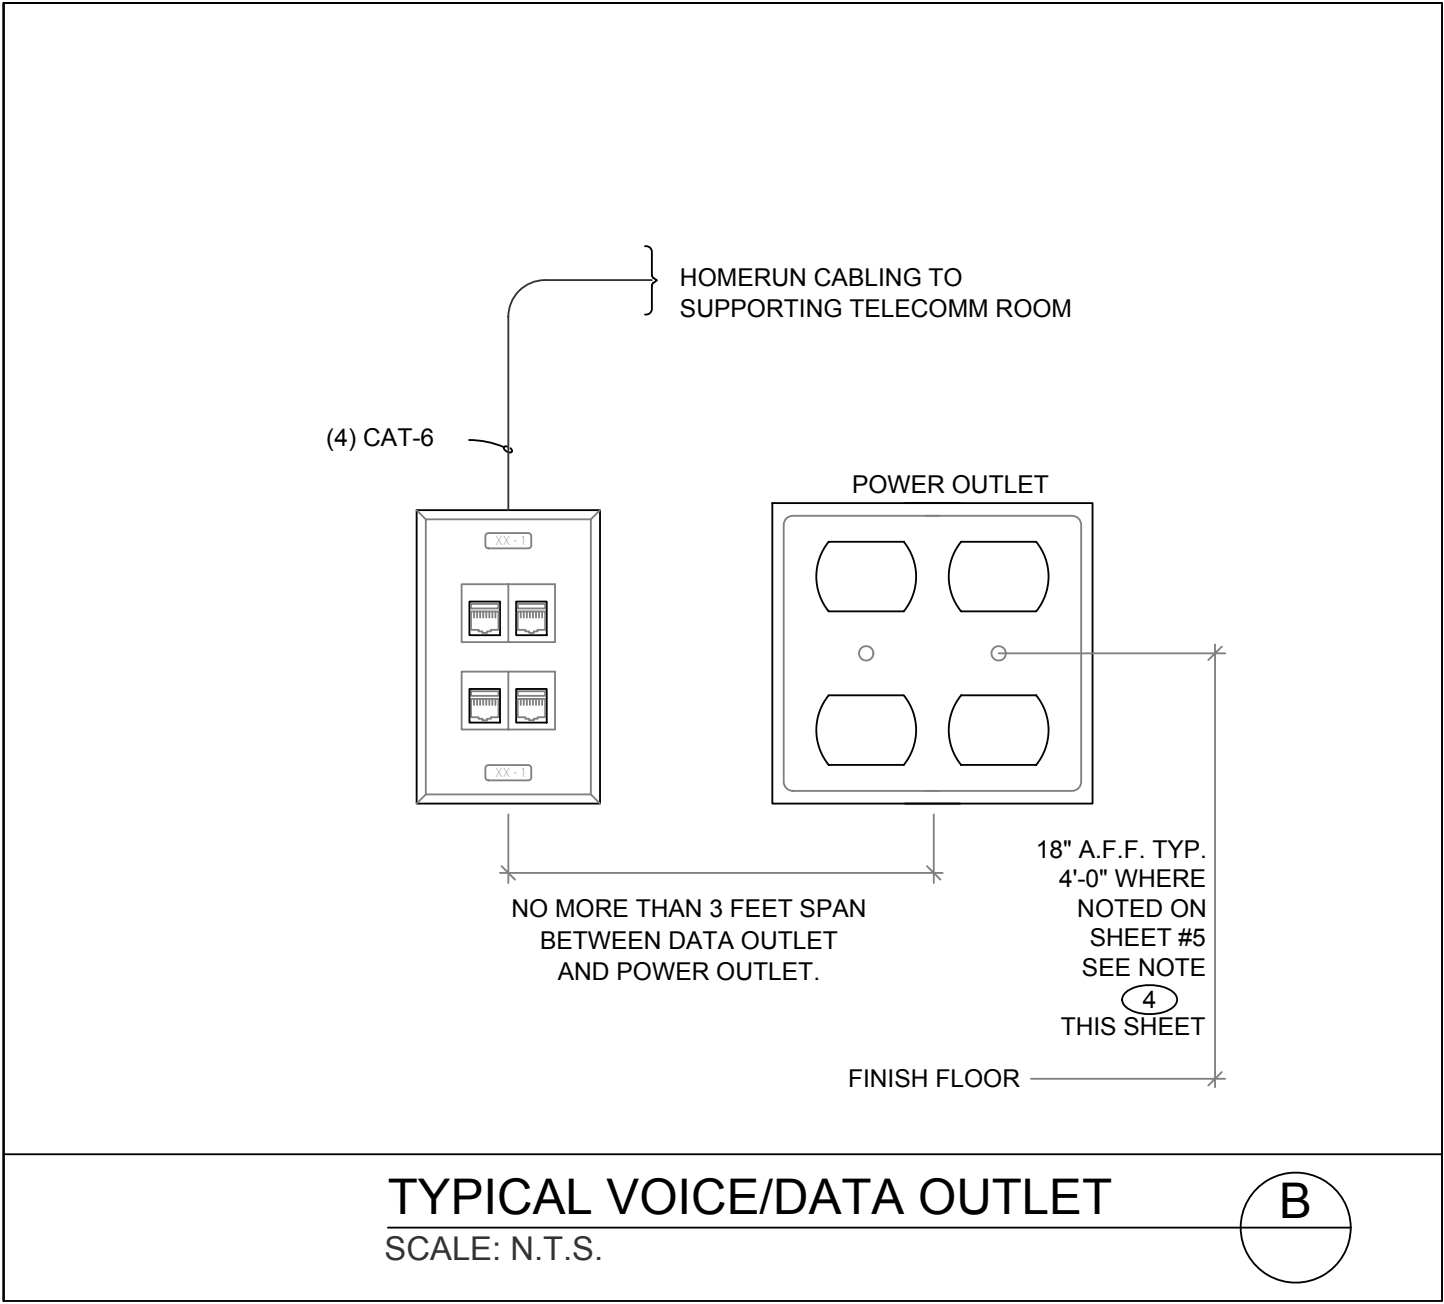 HOMERUN CABLING TO
SUPPORTING TELECOMM ROOM
(4) CAT-6
POWER OUTLET
XX - 1
XX - 1
18" A.F.F. TYP.
4'-0" WHERE
NOTED ON
SHEET #5
SEE NOTE
4
THIS SHEET
NO MORE THAN 3 FEET SPAN
BETWEEN DATA OUTLET
AND POWER OUTLET.
FINISH FLOOR
TYPICAL VOICE/DATA OUTLET
B
SCALE: N.T.S.